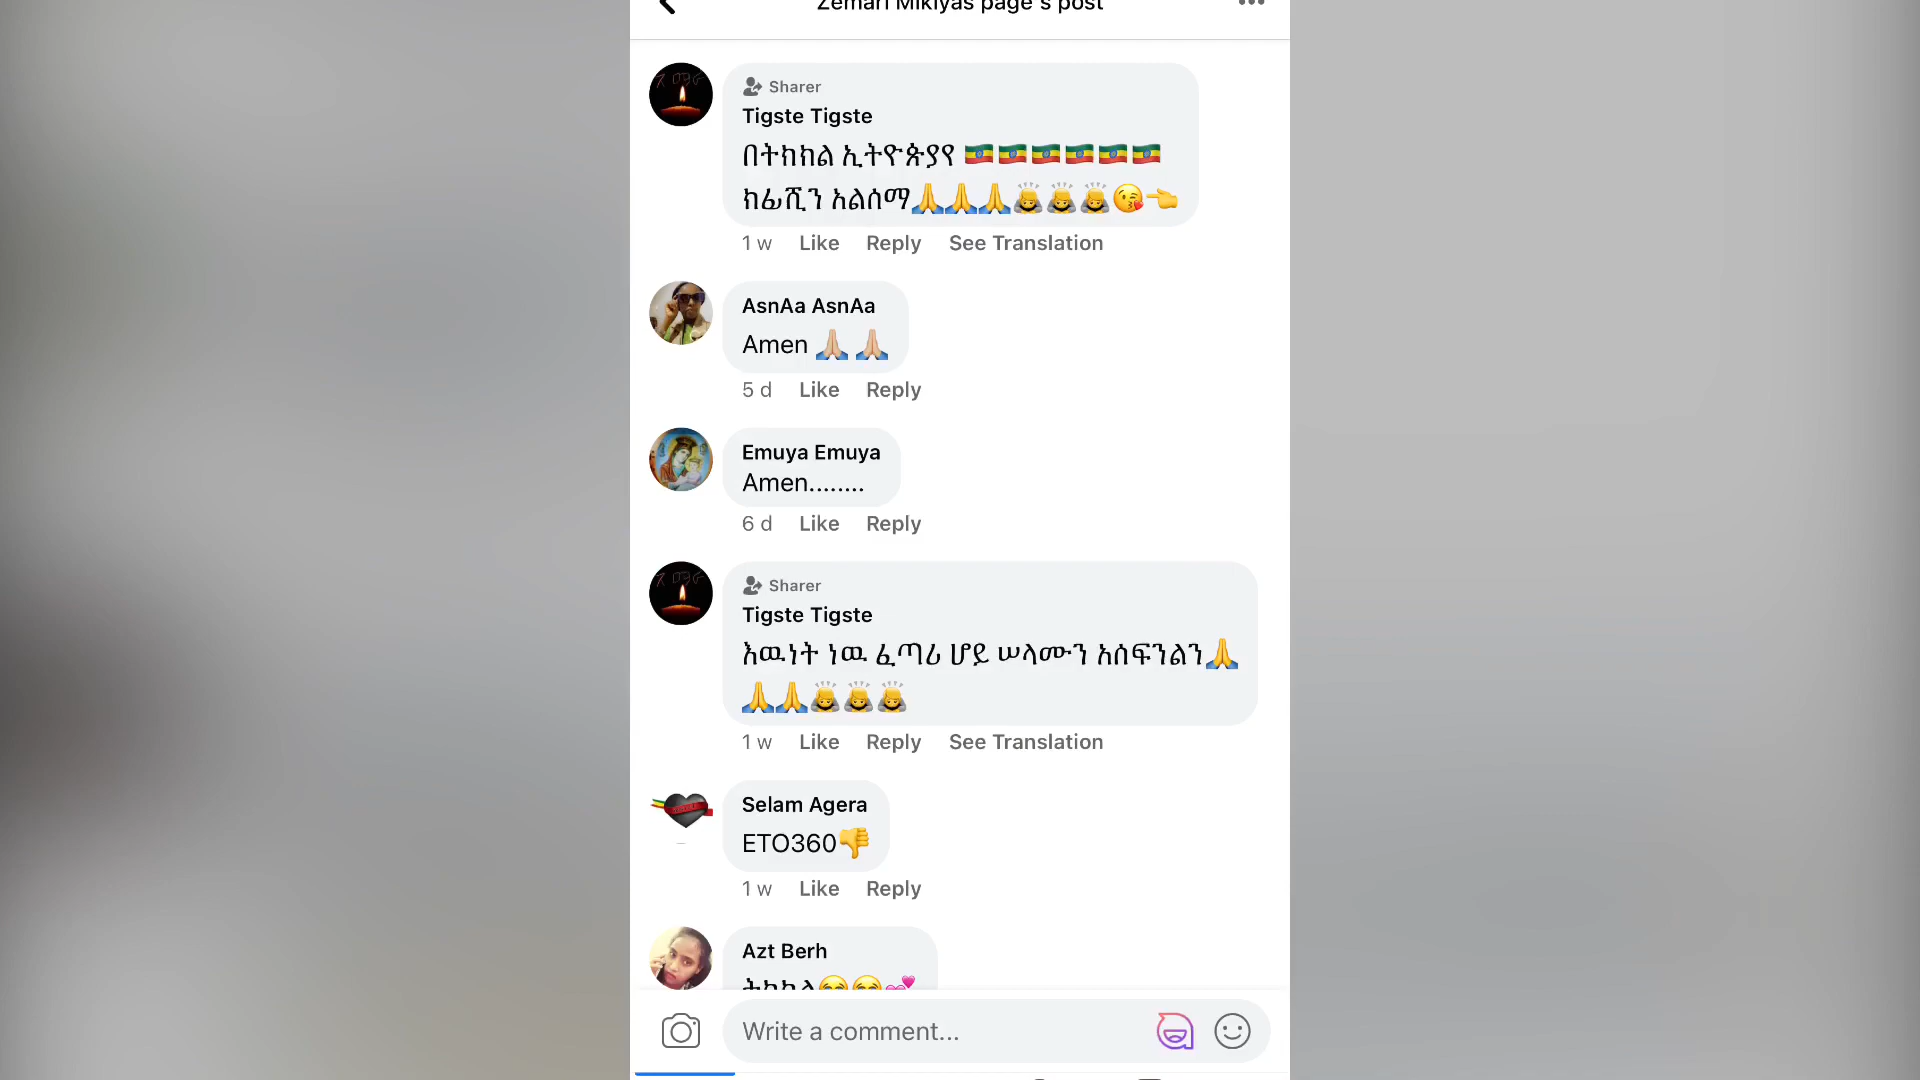 Zemari Mikiyas page's post
Sharer
Tigste Tigste
በትክክል ኢትዮጵያየ 🇪🇹🇪🇹🇪🇹🇪🇹🇪🇹🇪🇹
ክፊሺን አልሰማ🙏🙏🙏🙇🙇🙇😘👈
1 w Like Reply See Translation
AsnAa AsnAa
Amen 🙏🏼 🙏🏼
5 d Like Reply
Emuya Emuya
Amen........
6 d Like Reply
Sharer
Tigste Tigste
እዉነት ነዉ ፈጣሪ ሆይ ሠላሙን አሰፍንልን🙏
🙏🙏🙇🙇🙇
1 w Like Reply See Translation
Selam Agera
ETO360👎
1 w Like Reply
Azt Berh
ትክክል😂😂💕
Write a comment...